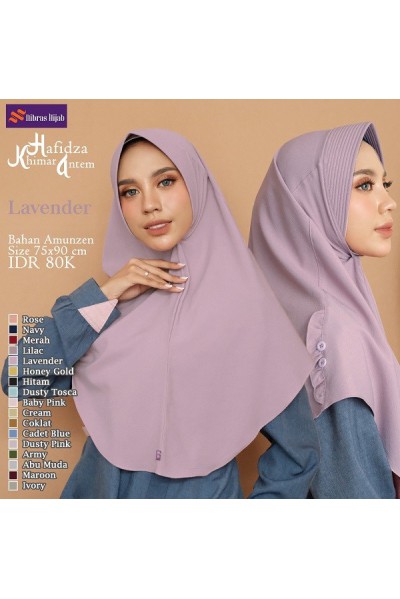 Nibras Hijab
Hafidza
Khimar Antem
Lavender
Bahan Amunzen
Size 75x90 cm
IDR 80K
Rose
Navy
Merah
Lilac
Lavender
Honey Gold
Hitam
Dusty Tosca
Baby Pink
Cream
Coklat
Cadet Blue
Dusty Pink
Army
Abu Muda
Maroon
Ivory